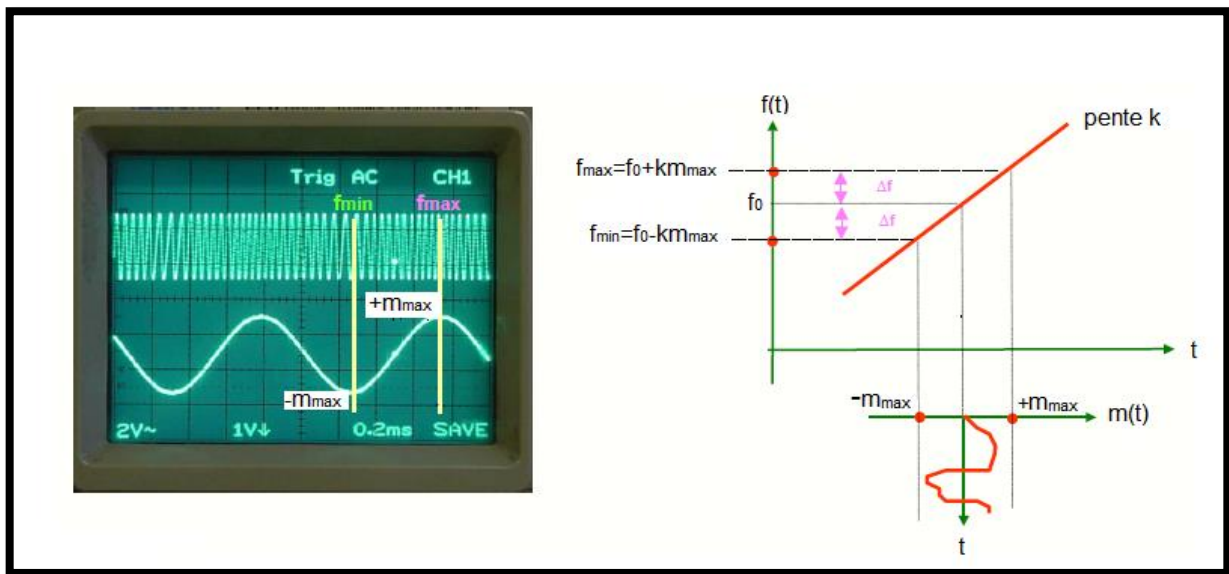 Trig AC CH1
fmin fmax
+mmax
-mmax
2V~ 1V↓ 0.2ms SAVE
f(t)
pente k
fmax=f0+kmmax
Δf
f0
Δf
fmin=f0-kmmax
t
-mmax +mmax m(t)
t